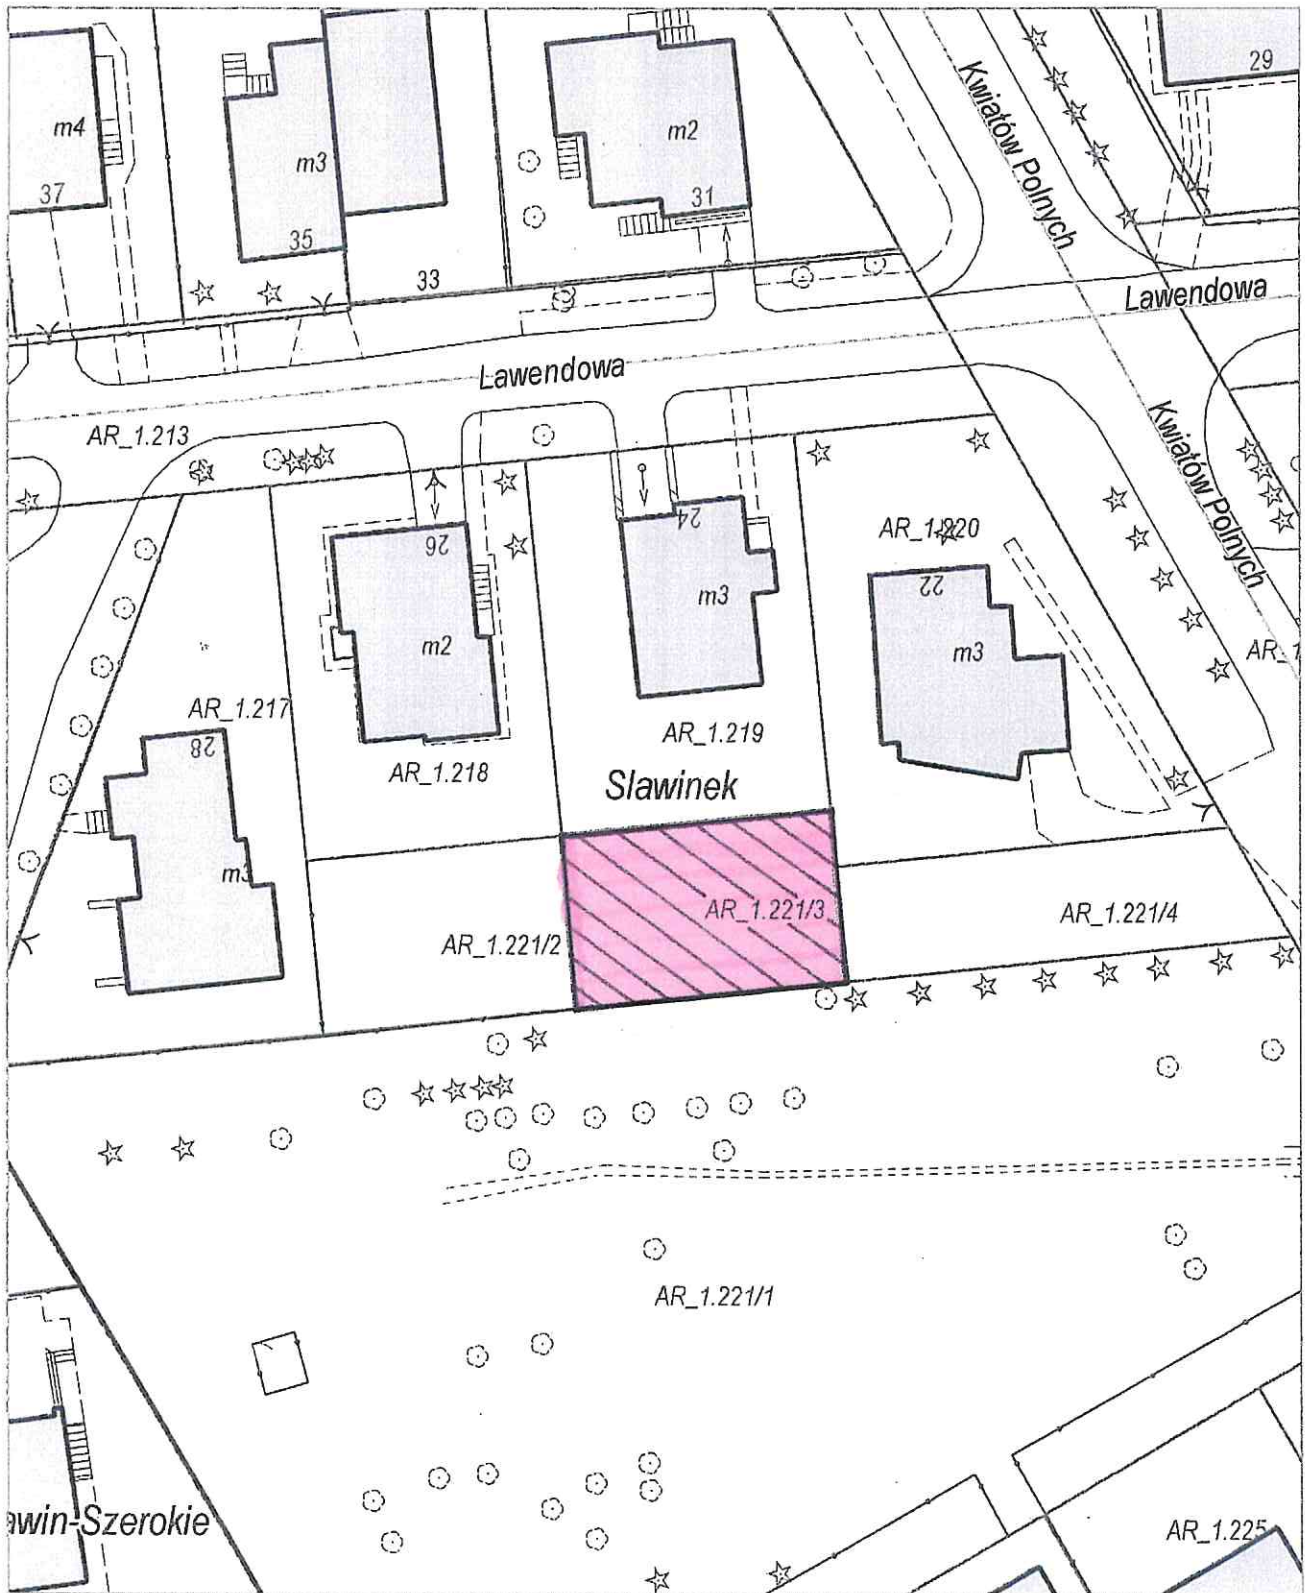 29
m4
m3
m2
37
35
33
31
Kwiatów Polnych
Lawendowa
Lawendowa
AR_1.213
Kwiatów Polnych
26
24
AR_1.220
22
m2
m3
m3
AR_1.217
28
AR_1.218
AR_1.219
Slawinek
m3
AR_1.221/3
AR_1.221/2
AR_1.221/4
AR_1.221/1
awin-Szerokie
AR_1.225